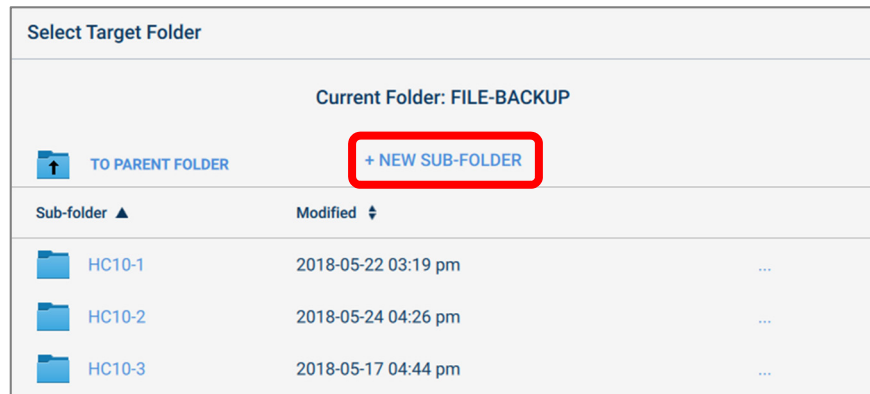 Select Target Folder
Current Folder: FILE-BACKUP
TO PARENT FOLDER + NEW SUB-FOLDER
Sub-folder ▲ Modified
HC10-1 2018-05-22 03:19 pm ...
HC10-2 2018-05-24 04:26 pm ...
HC10-3 2018-05-17 04:44 pm ...